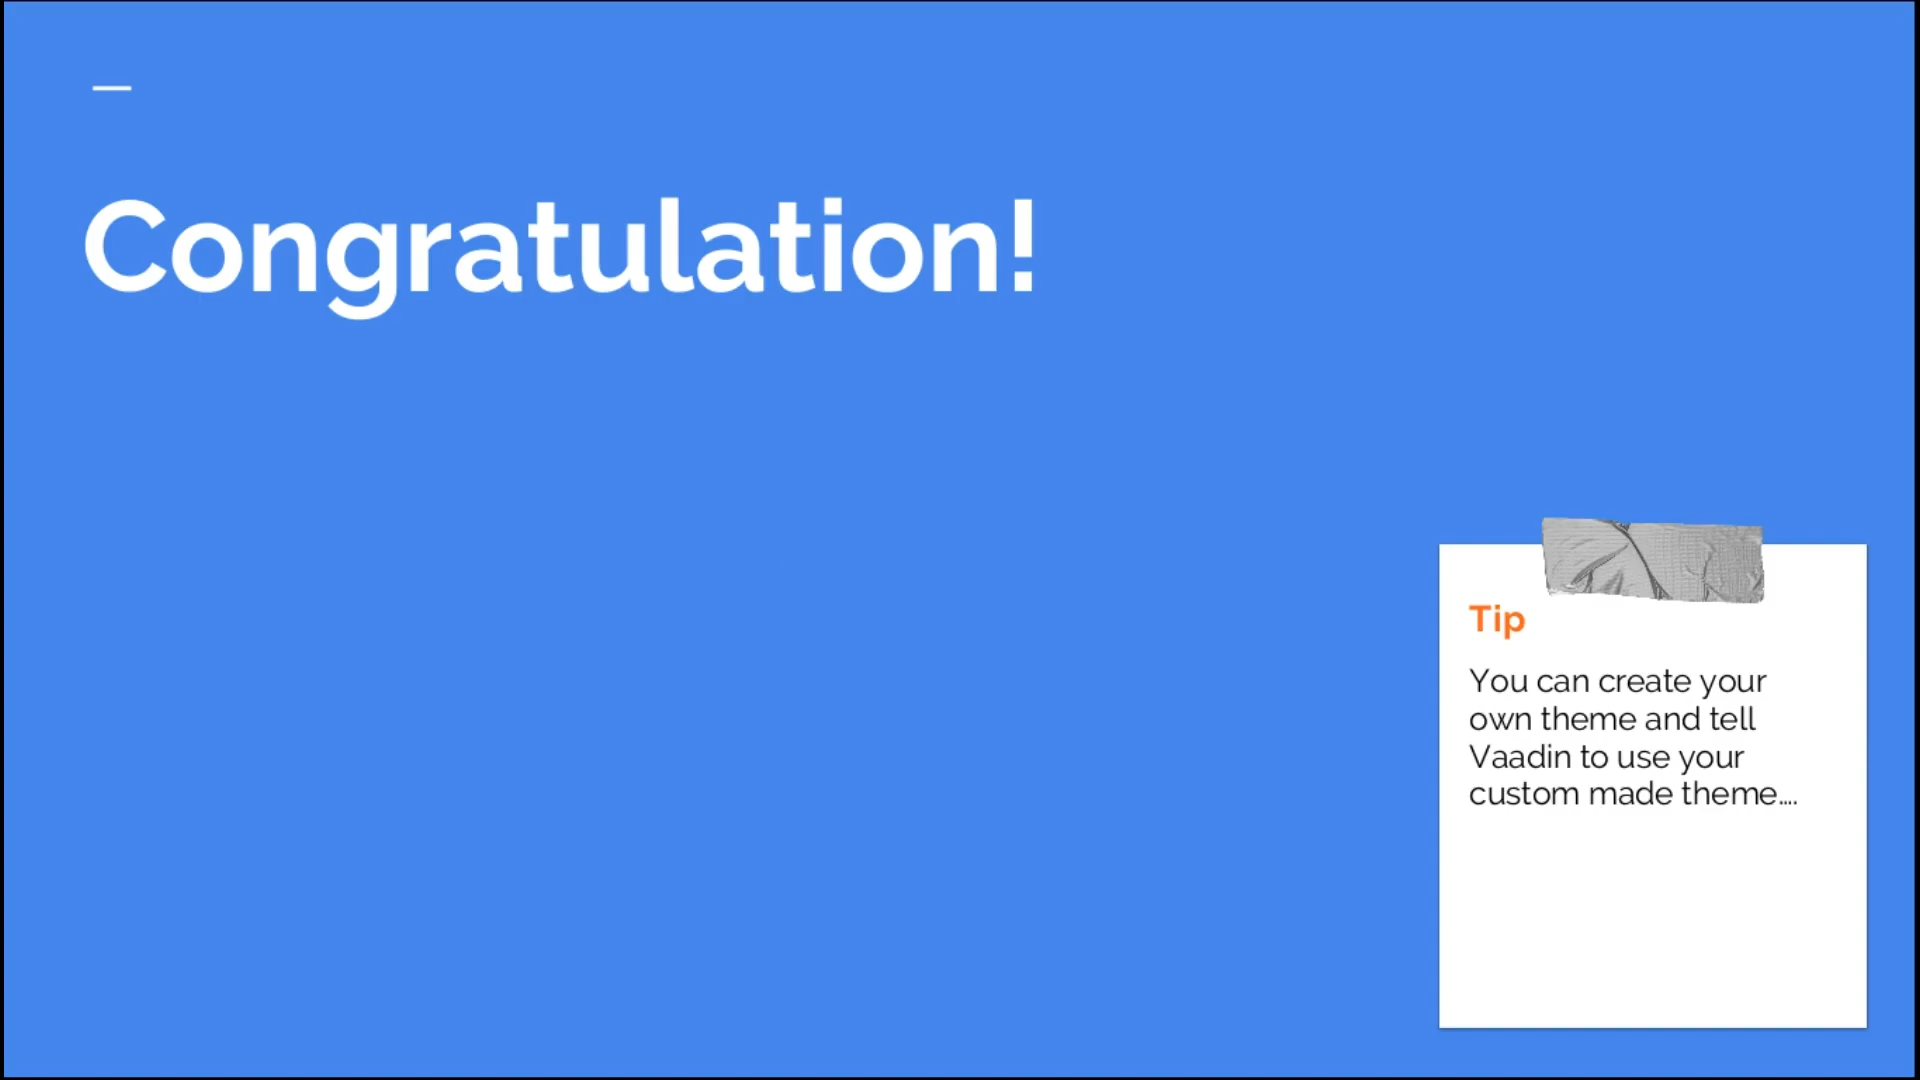 Congratulation!
Tip
You can create your
own theme and tell
Vaadin to use your
custom made theme....